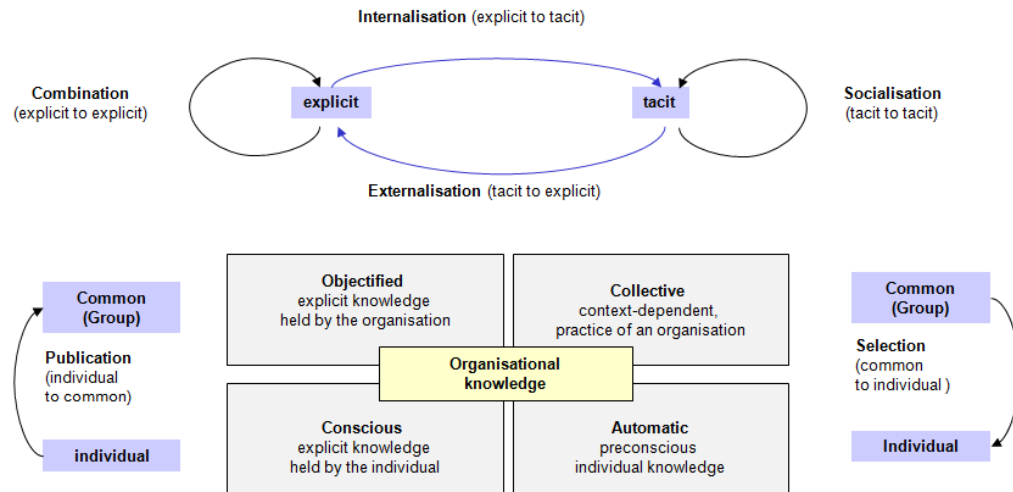 Internalisation (explicit to tacit)
Combination
(explicit to explicit)
explicit
tacit
Socialisation
(tacit to tacit)
Externalisation (tacit to explicit)
Common
(Group)
Publication
(individual
to common)
individual
Objectified
explicit knowledge
held by the organisation
Collective
context-dependent,
practice of an organisation
Organisational
knowledge
Conscious
explicit knowledge
held by the individual
Automatic
preconscious
individual knowledge
Common
(Group)
Selection
(common
to individual )
Individual